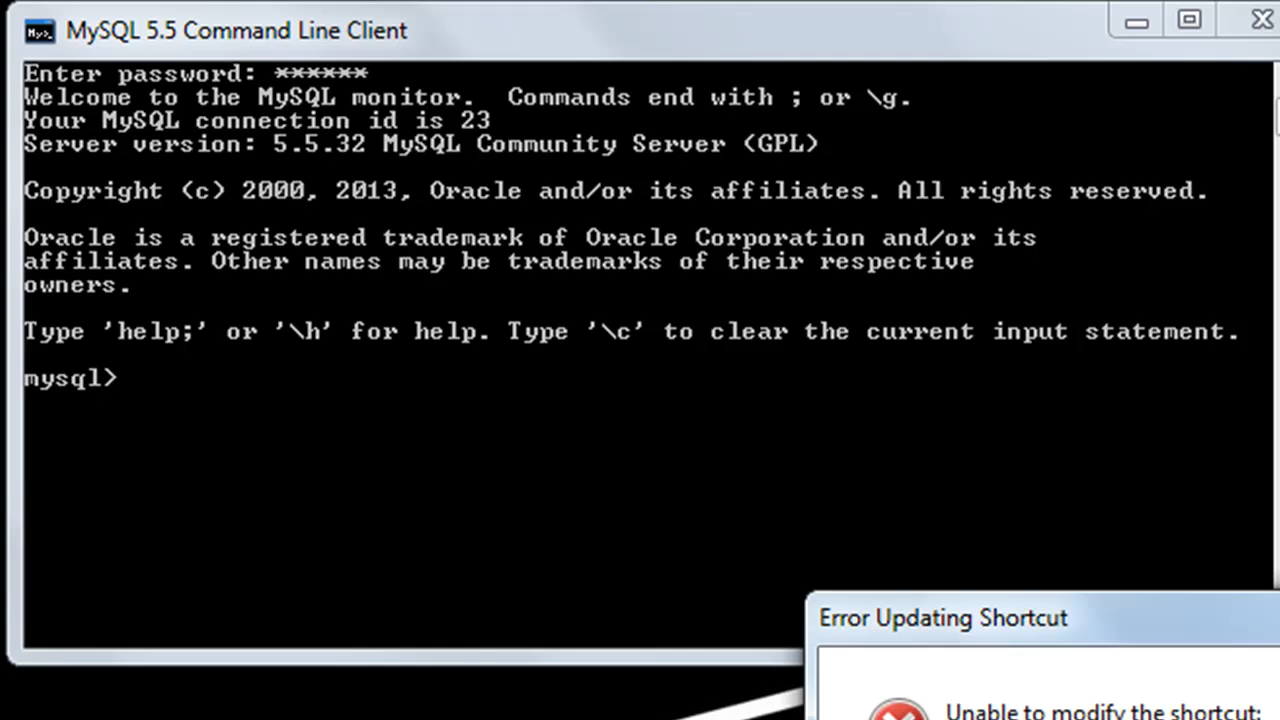 MySQL 5.5 Command Line Client
Enter password: ******
Welcome to the MySQL monitor.  Commands end with ; or \g.
Your MySQL connection id is 23
Server version: 5.5.32 MySQL Community Server (GPL)
Copyright (c) 2000, 2013, Oracle and/or its affiliates. All rights reserved.
Oracle is a registered trademark of Oracle Corporation and/or its
affiliates. Other names may be trademarks of their respective
owners.
Type 'help;' or '\h' for help. Type '\c' to clear the current input statement.
mysql>
Error Updating Shortcut
Unable to modify the shortcut: